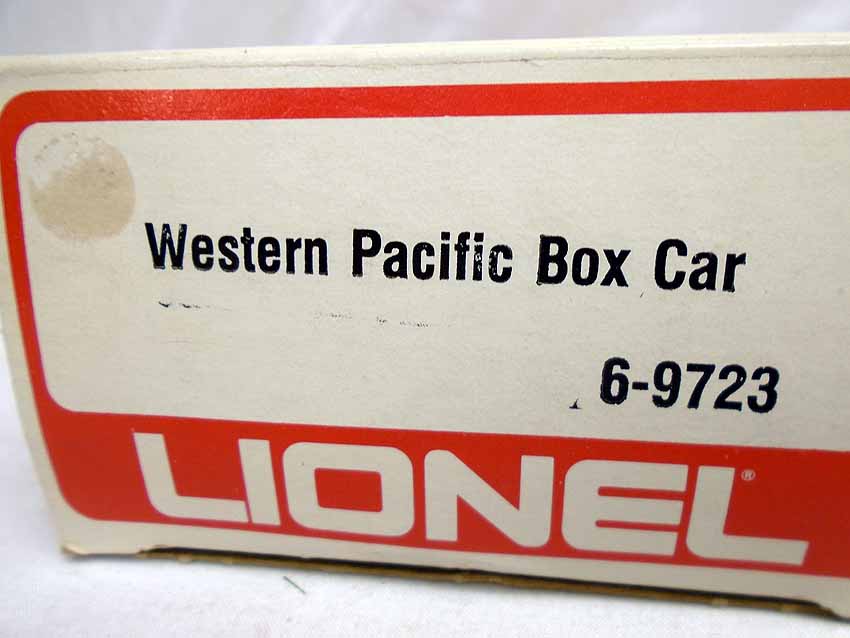 Western Pacific Box Car
6-9723
LIONEL®